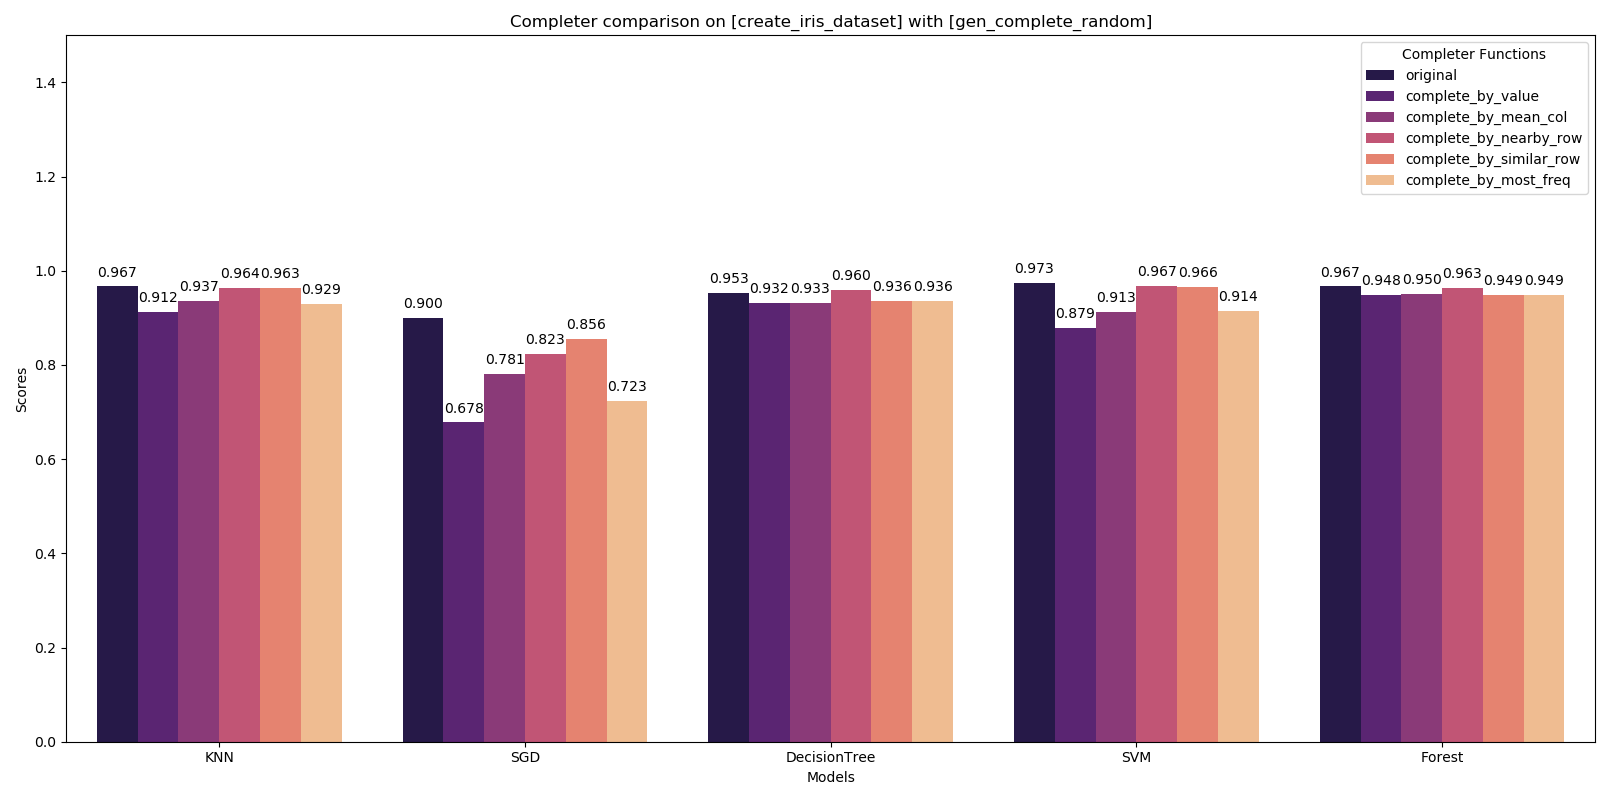 Completer comparison on [create_iris_dataset] with [gen_complete_random]
Completer Functions
original
complete_by_value
complete_by_mean_col
complete_by_nearby_row
complete_by_similar_row
complete_by_most_freq
Scores
1.4
1.2
1.0
0.8
0.6
0.4
0.2
0.0
0.967
0.912
0.937
0.964
0.963
0.929
0.900
0.678
0.781
0.823
0.856
0.723
0.953
0.932
0.933
0.960
0.936
0.936
0.973
0.879
0.913
0.967
0.966
0.914
0.967
0.948
0.950
0.963
0.949
0.949
KNN
SGD
DecisionTree
SVM
Forest
Models